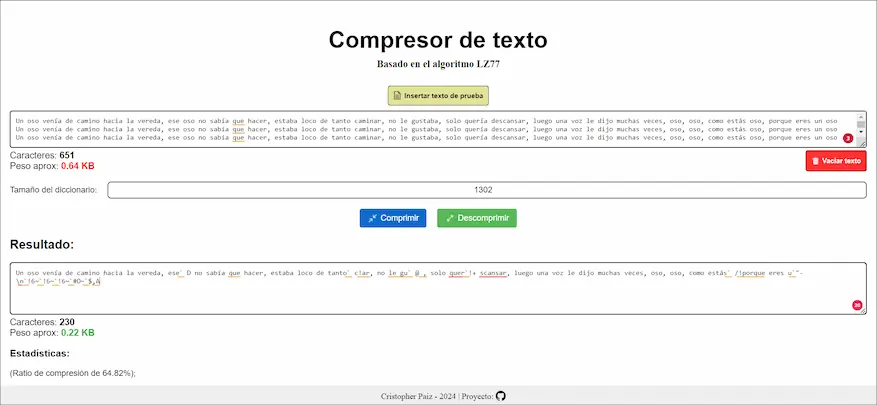 Compresor de texto
Basado en el algoritmo LZ77
Insertar texto de prueba
Un oso venía de camino hacia la vereda, ese oso no sabía que hacer, estaba loco de tanto caminar, no le gustaba, solo quería descansar, luego una voz le dijo muchas veces, oso, oso, como estás oso, porque eres un oso
Un oso venía de camino hacia la vereda, ese oso no sabía que hacer, estaba loco de tanto caminar, no le gustaba, solo quería descansar, luego una voz le dijo muchas veces, oso, oso, como estás oso, porque eres un oso
Un oso venía de camino hacia la vereda, ese oso no sabía que hacer, estaba loco de tanto caminar, no le gustaba, solo quería descansar, luego una voz le dijo muchas veces, oso, oso, como estás oso, porque eres un oso
3
Caracteres: 651
Peso aprox: 0.64 KB
Vaciar texto
Tamaño del diccionario:
1302
Comprimir
Descomprimir
Resultado:
Un oso venía de camino hacia la vereda, ese` D no sabía que hacer, estaba loco de tanto` c!ar, no le gu` @ , solo quer`!+ scansar, luego una voz le dijo muchas veces, oso, oso, como estás` /!porque eres u`"-
\n`!6~`!6~`!6~`#D~`$,A
20
Caracteres: 230
Peso aprox: 0.22 KB
Estadísticas:
(Ratio de compresión de 64.82%);
Cristopher Paiz - 2024 | Proyecto: